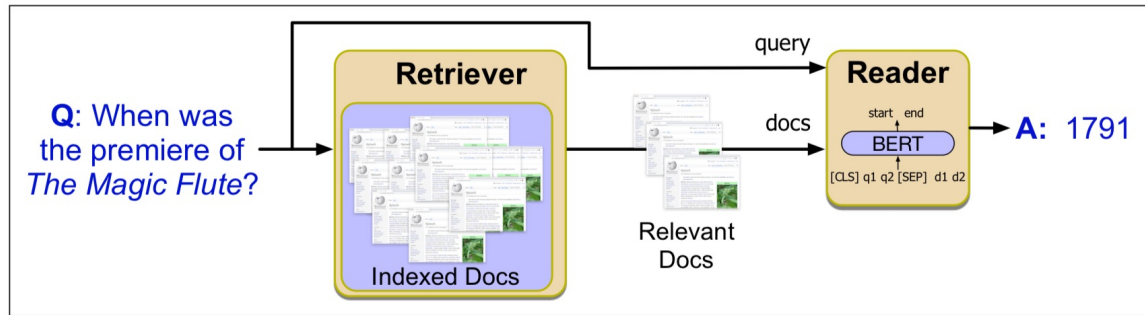 Q: When was
the premiere of
The Magic Flute?
Retriever
Indexed Docs
query
docs
Relevant
Docs
Reader
start end
BERT
[CLS] q1 q2 [SEP] d1 d2
A: 1791